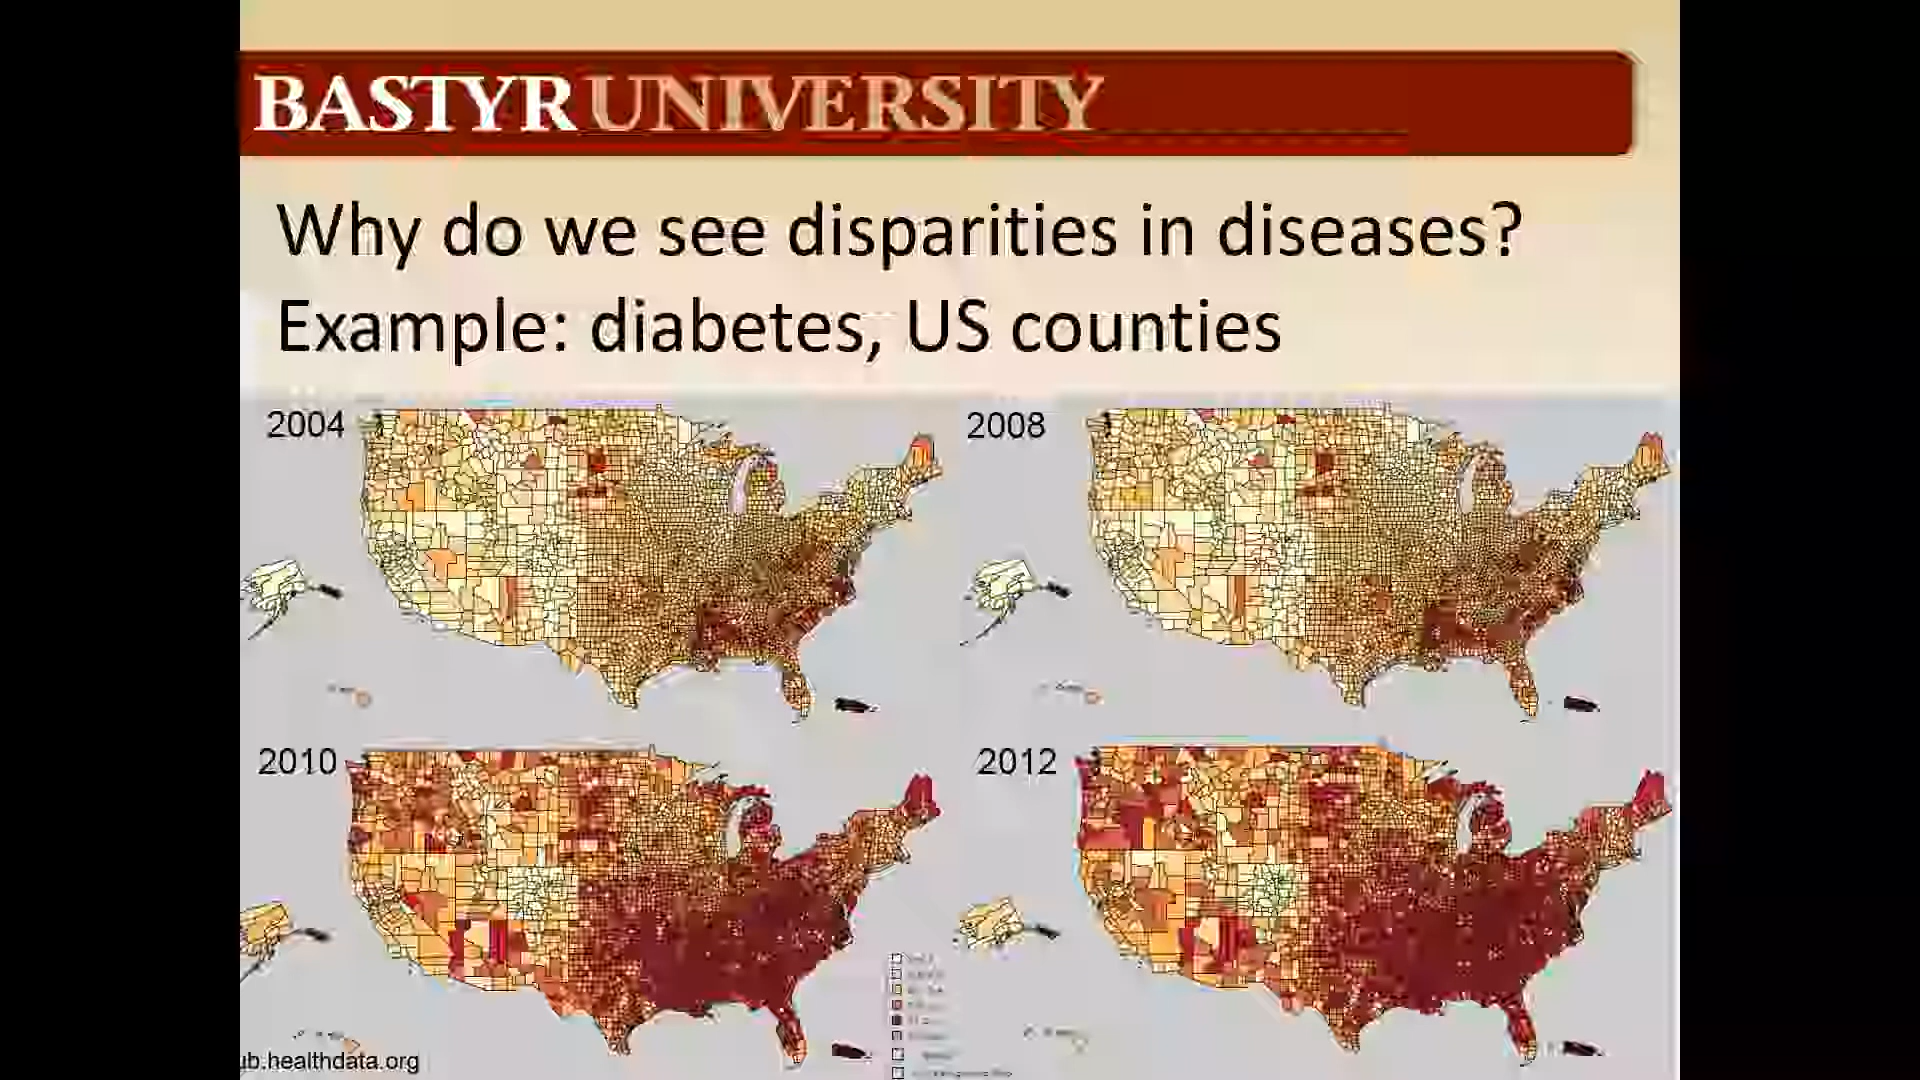 BASTYR UNIVERSITY
Why do we see disparities in diseases?
Example: diabetes, US counties
2004
2008
2010
2012
ub.healthdata.org